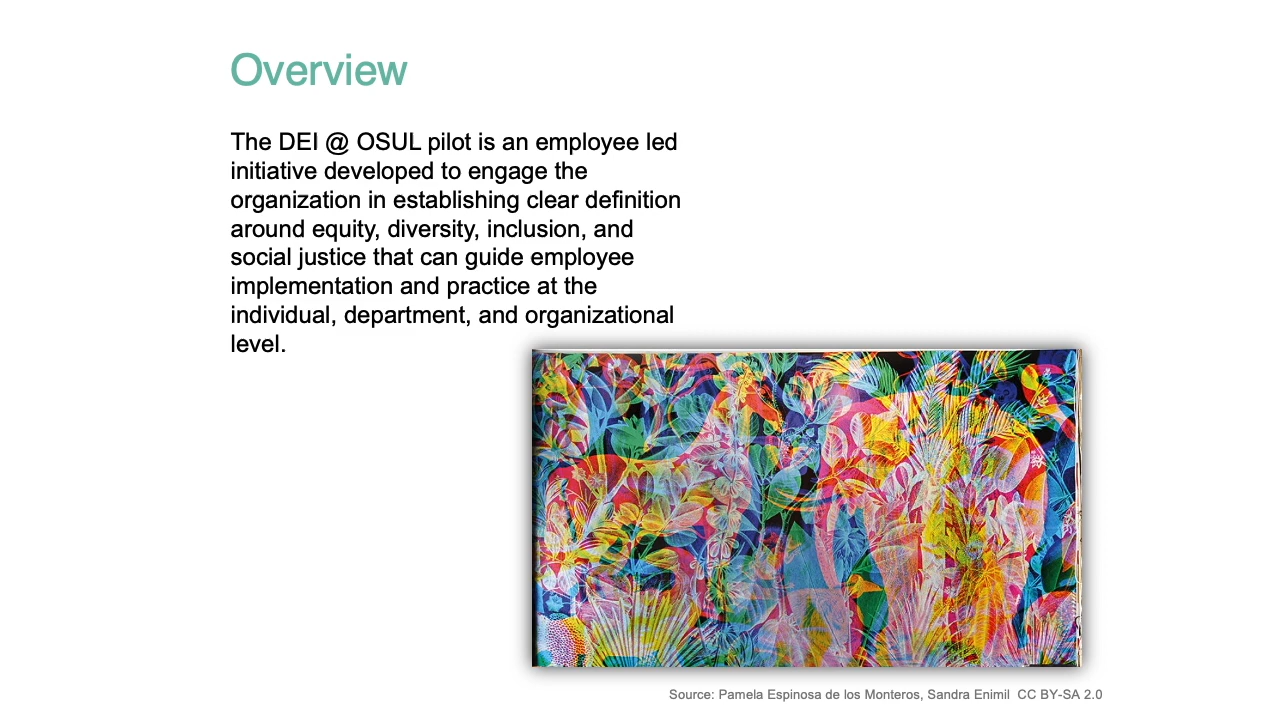 Overview
The DEI @ OSUL pilot is an employee led
initiative developed to engage the
organization in establishing clear definition
around equity, diversity, inclusion, and
social justice that can guide employee
implementation and practice at the
individual, department, and organizational
level.
Source: Pamela Espinosa de los Monteros, Sandra Enimil  CC BY-SA 2.0